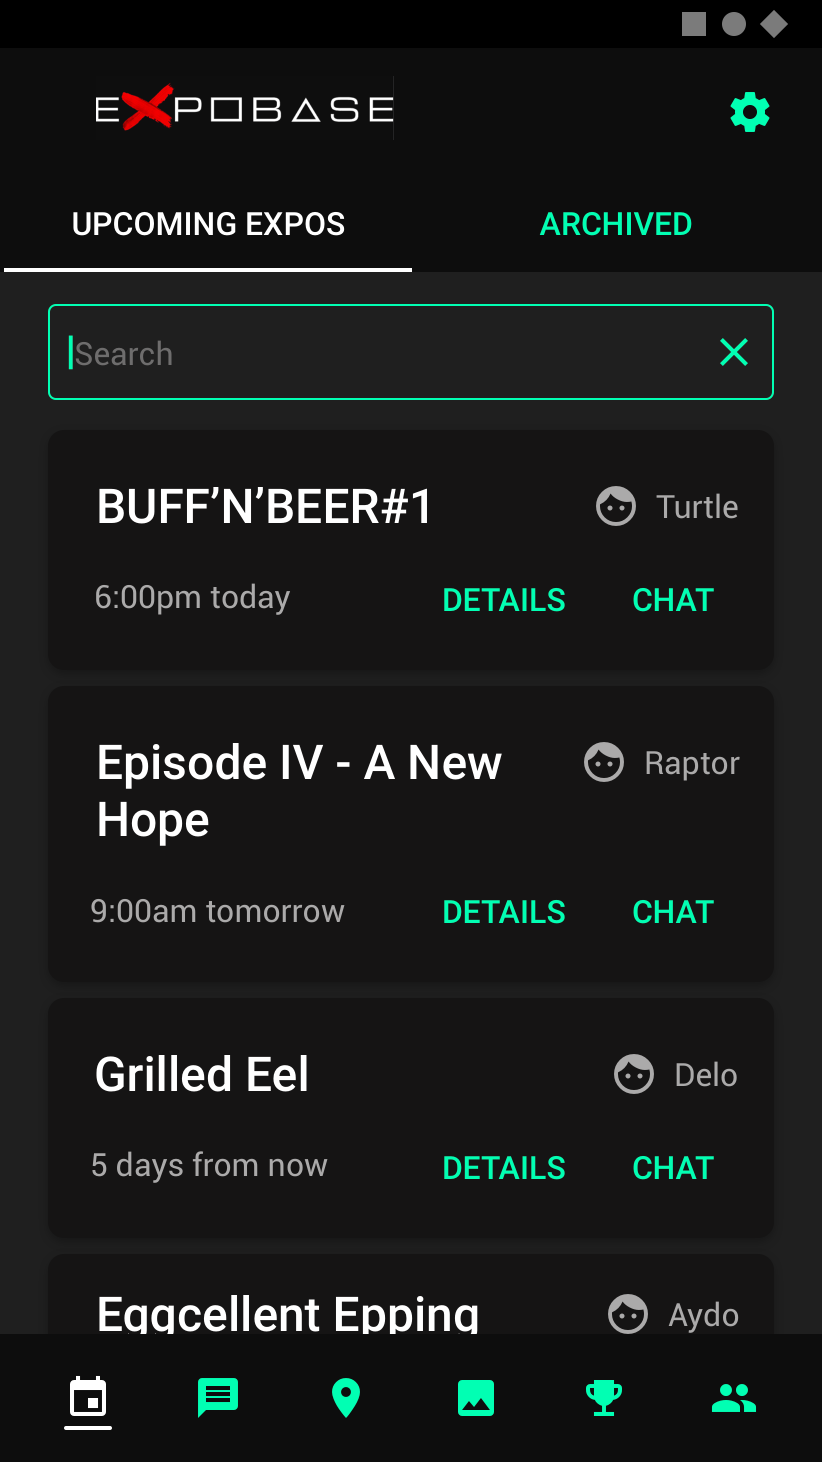 EXPOBASE
UPCOMING EXPOS ARCHIVED
Search
BUFF’N’BEER#1 Turtle
6:00pm today DETAILS CHAT
Episode IV - A New Raptor
Hope
9:00am tomorrow DETAILS CHAT
Grilled Eel Delo
5 days from now DETAILS CHAT
Eggcellent Epping Aydo